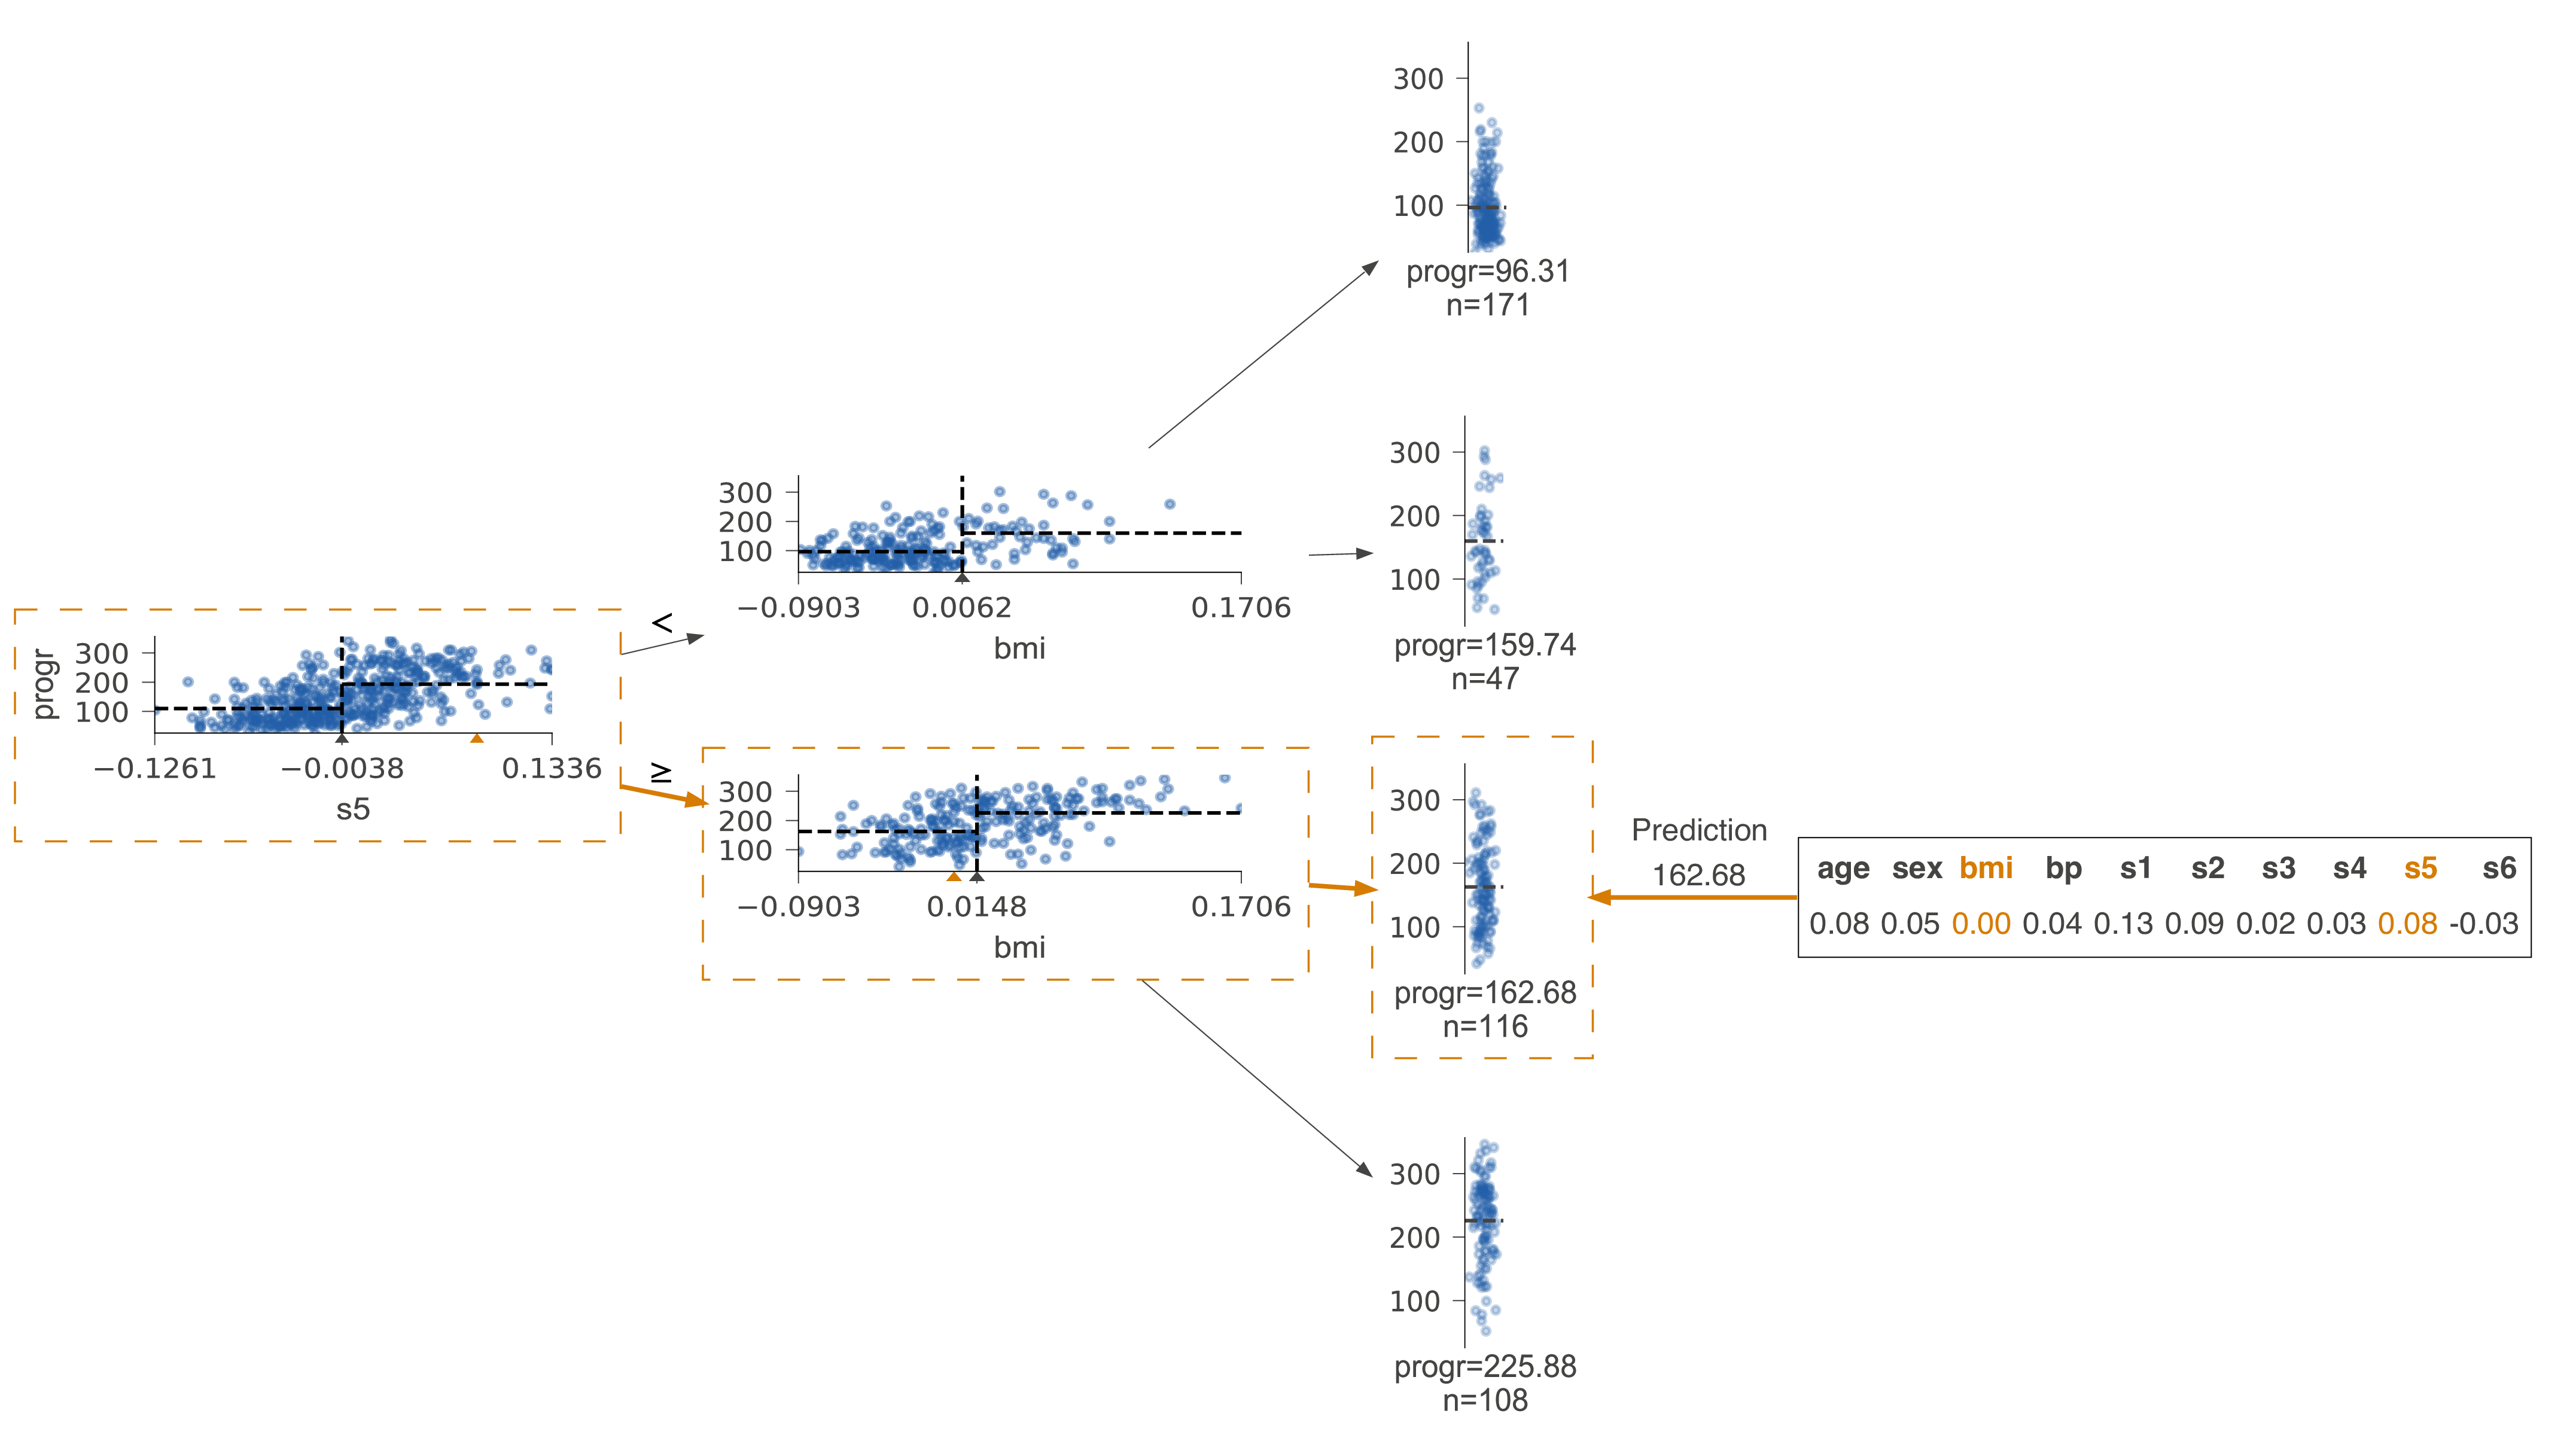 300
200
100
progr=96.31
n=171
300
200
100
progr=159.74
n=47
300
200
100
−0.0903 0.0062 0.1706
bmi
<
progr
300
200
100
−0.1261 −0.0038 0.1336
s5
≥
300
200
100
−0.0903 0.0148 0.1706
bmi
300
200
100
progr=162.68
n=116
Prediction
162.68
age sex bmi bp s1 s2 s3 s4 s5 s6
0.08 0.05 0.00 0.04 0.13 0.09 0.02 0.03 0.08 -0.03
300
200
100
progr=225.88
n=108